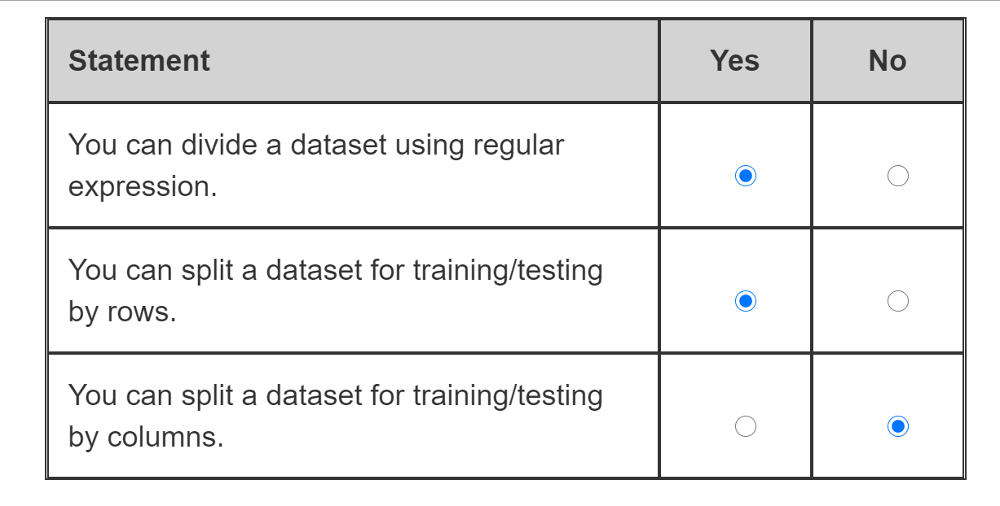 Statement Yes No
You can divide a dataset using regular
expression.
You can split a dataset for training/testing
by rows.
You can split a dataset for training/testing
by columns.